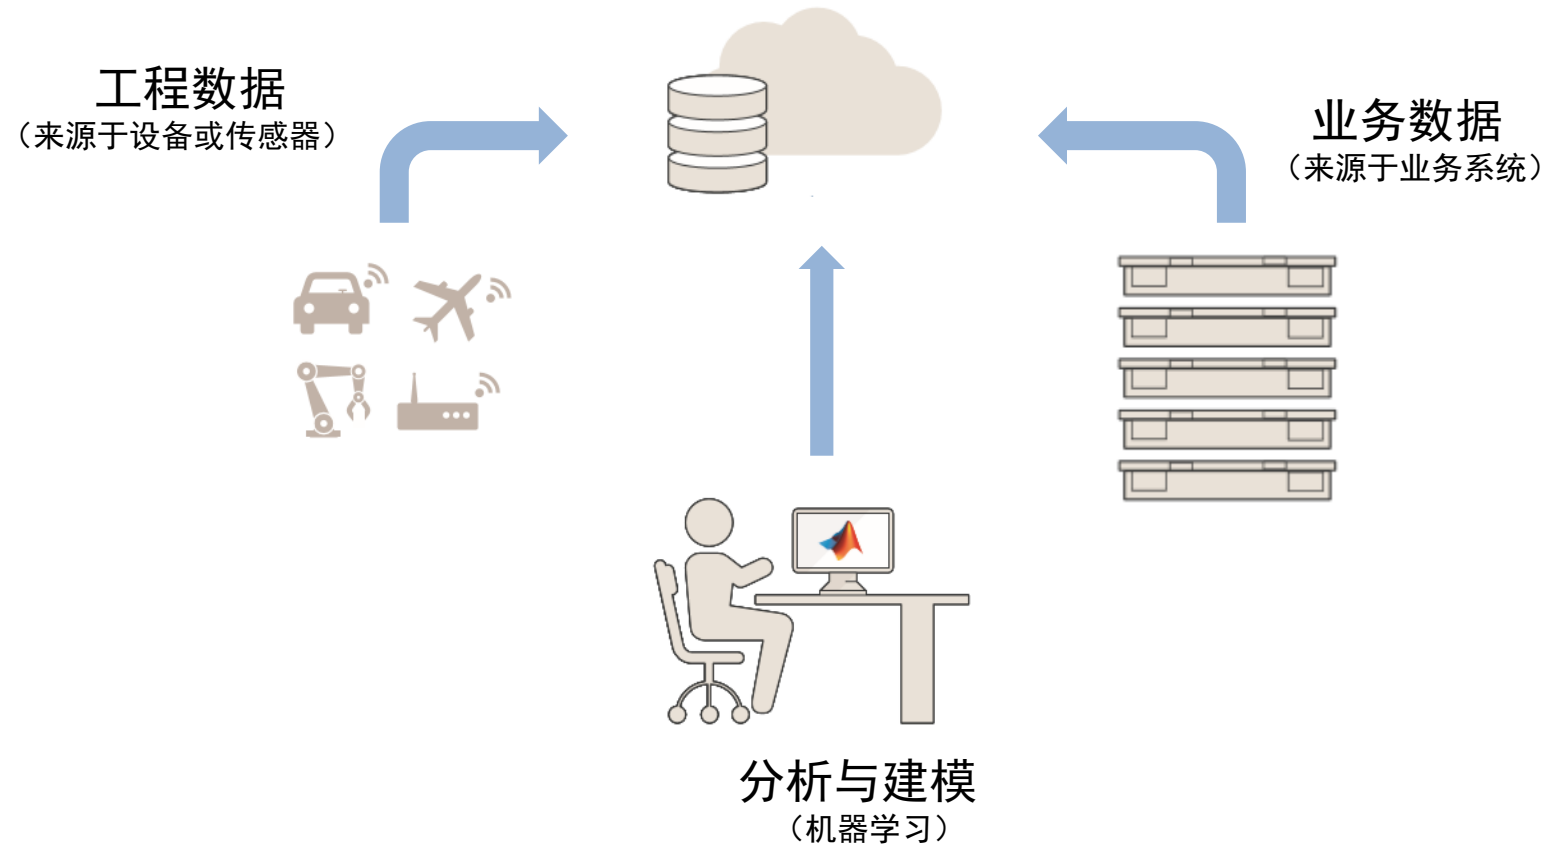 工程数据
（来源于设备或传感器）
业务数据
（来源于业务系统）
分析与建模
（机器学习）